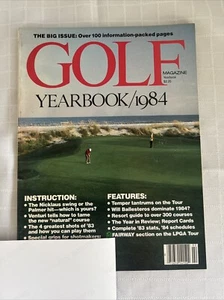 THE BIG ISSUE: Over 100 information-packed pages
GOLF
MAGAZINE
YEARBOOK/1984
INSTRUCTION:
• The Nicklaus swing or the
Palmer hit—which is yours?
• Venturi tells how to tame
the new "natural" course
• The 4 greatest shots of '83
and how you can play them
• Special grips for shotmakers
FEATURES:
• Temper tantrums on the Tour
• Will Ballesteros dominate 1984?
• Resort guide to over 300 courses
• The Year in Review; Report Cards
• Complete '83 stats, '84 schedules
• FAIRWAY section on the LPGA Tour